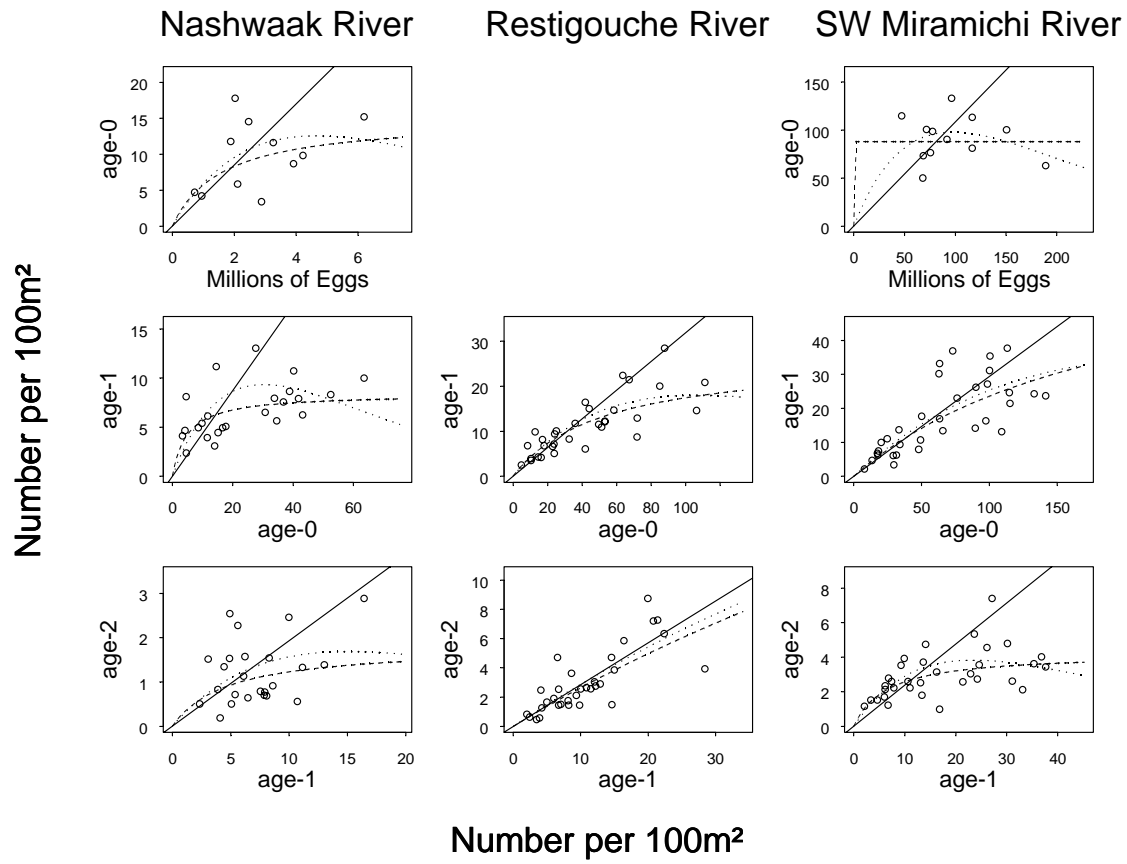 Nashwaak River Restigouche River SW Miramichi River
20
15
10
5
0
age-0
0 2 4 6
Millions of Eggs
150
100
50
0
age-0
0 50 100 150 200
Millions of Eggs
Number per 100m²
15
10
5
0
age-1
0 20 40 60
age-0
30
20
10
0
age-1
0 20 40 60 80 100
age-0
40
30
20
10
0
age-1
0 50 100 150
age-0
3
2
1
0
age-2
0 5 10 15 20
age-1
10
8
6
4
2
0
age-2
0 10 20 30
age-1
8
6
4
2
0
age-2
0 10 20 30 40
age-1
Number per 100m²